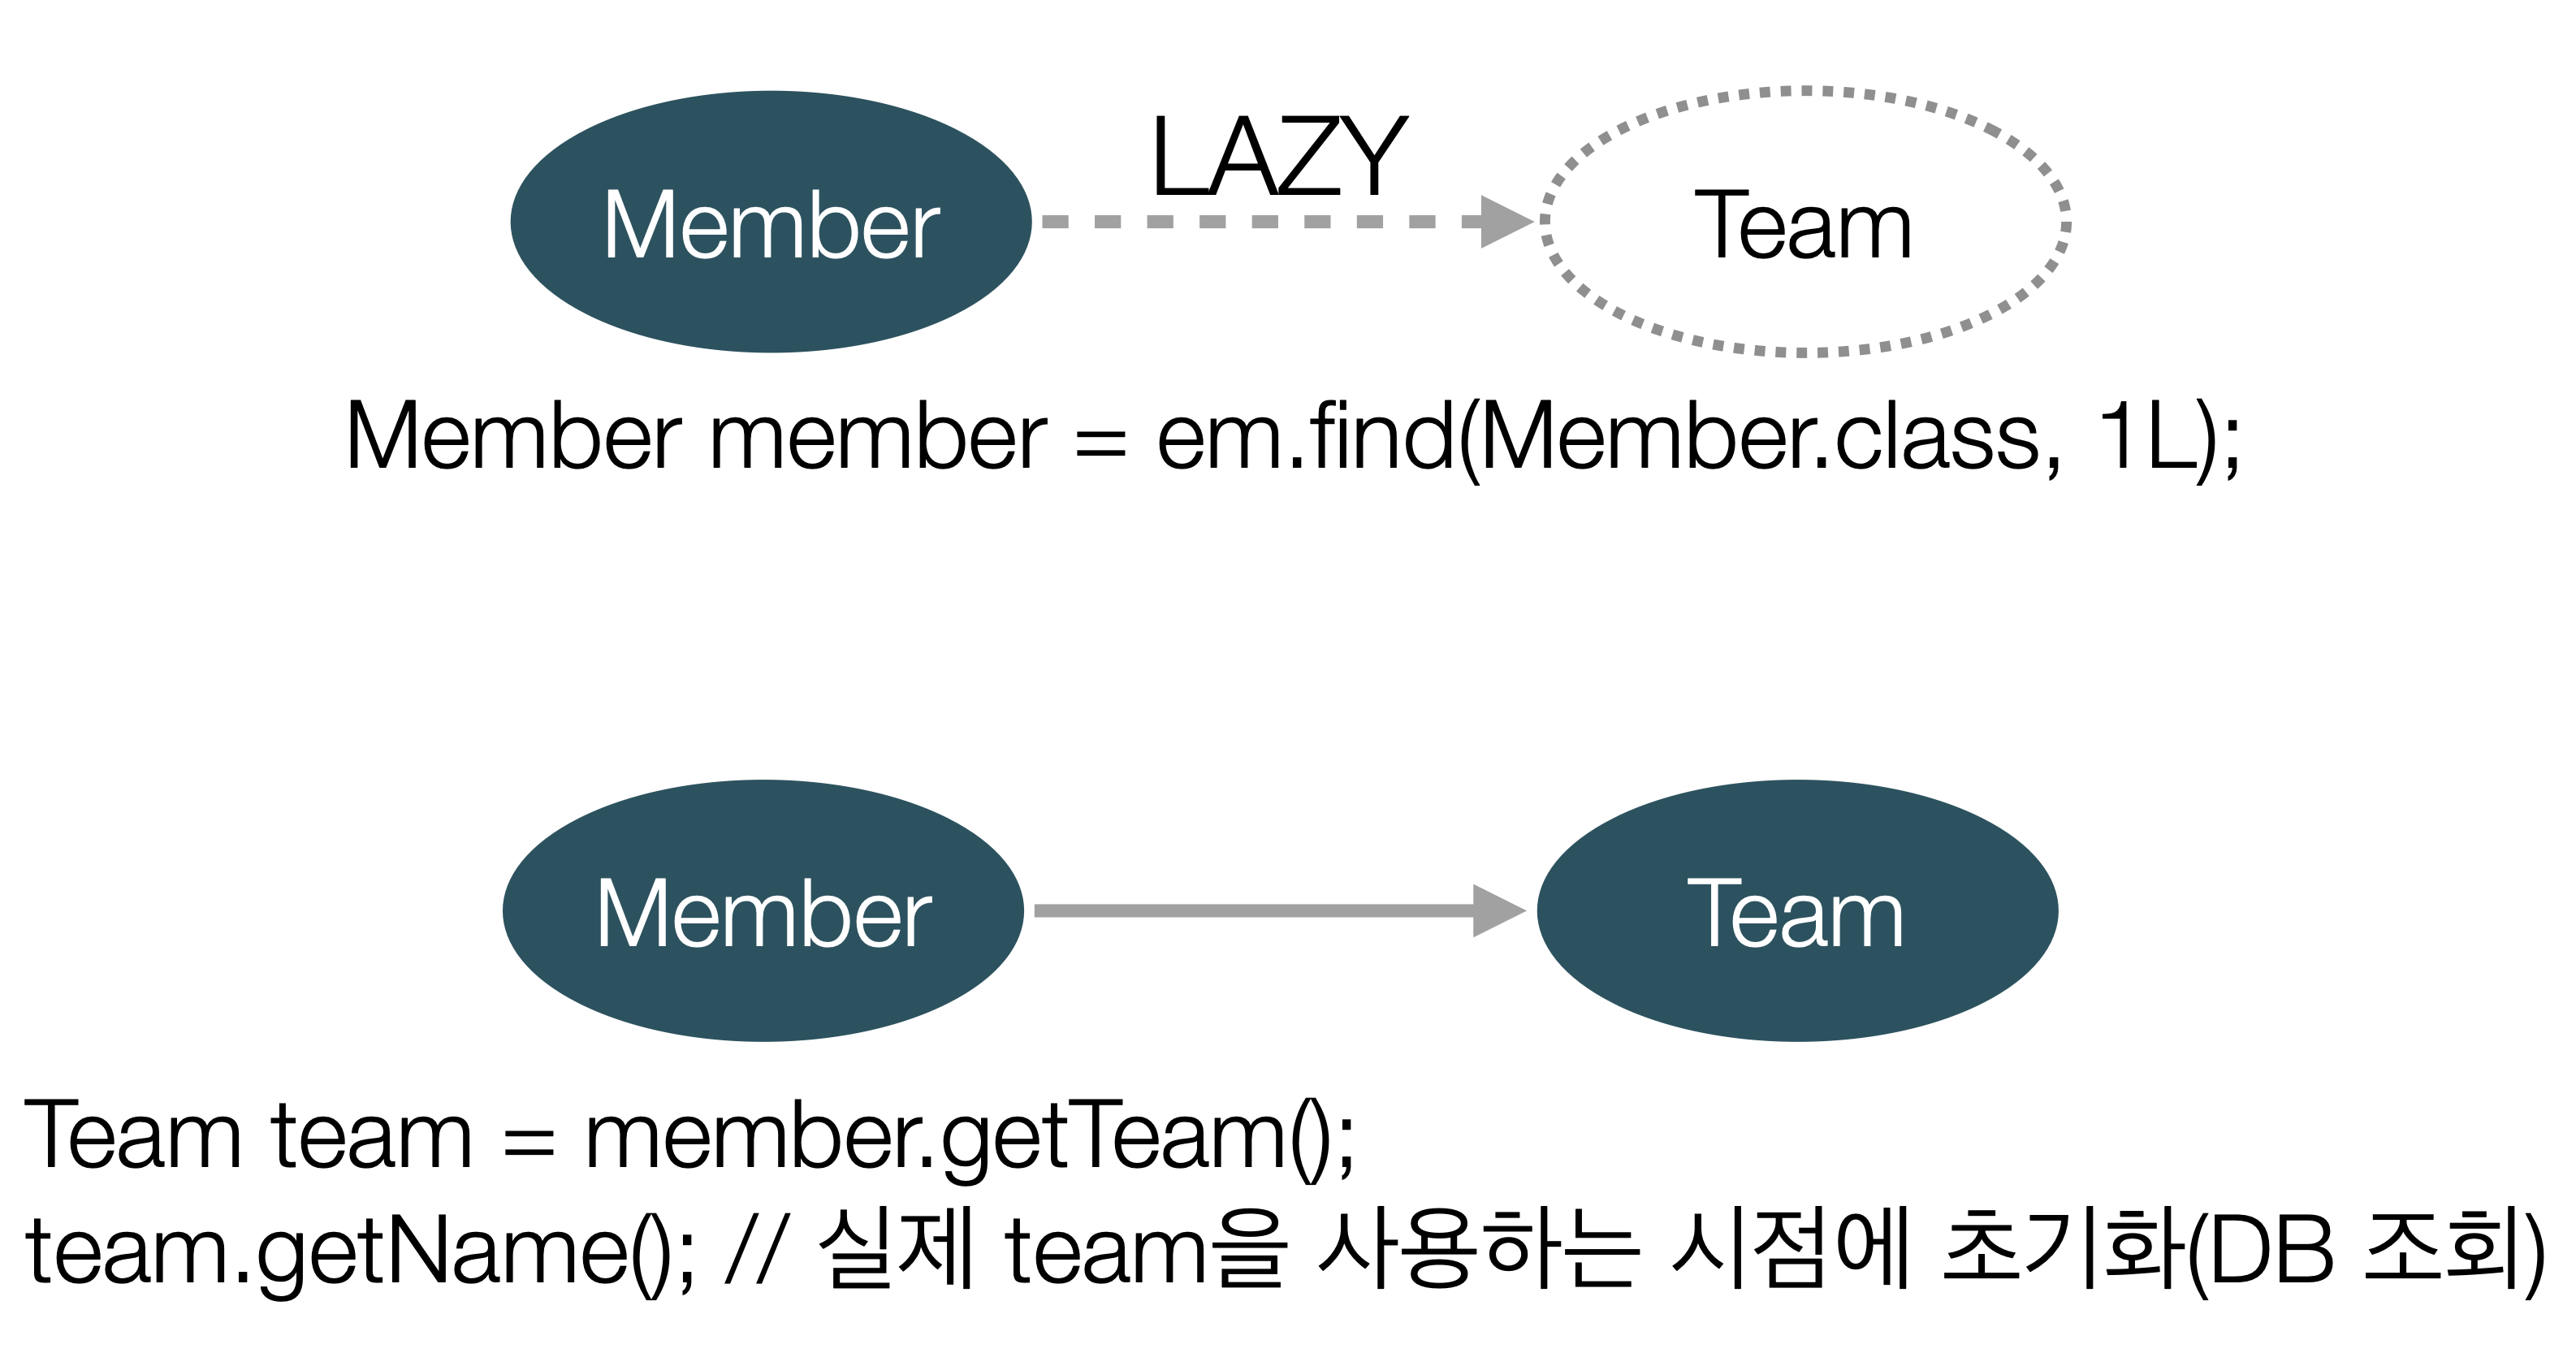 LAZY
Member
Team
Member member = em.find(Member.class, 1L);
Member
Team
Team team = member.getTeam();
team.getName(); // 실제 team을 사용하는 시점에 초기화(DB 조회)